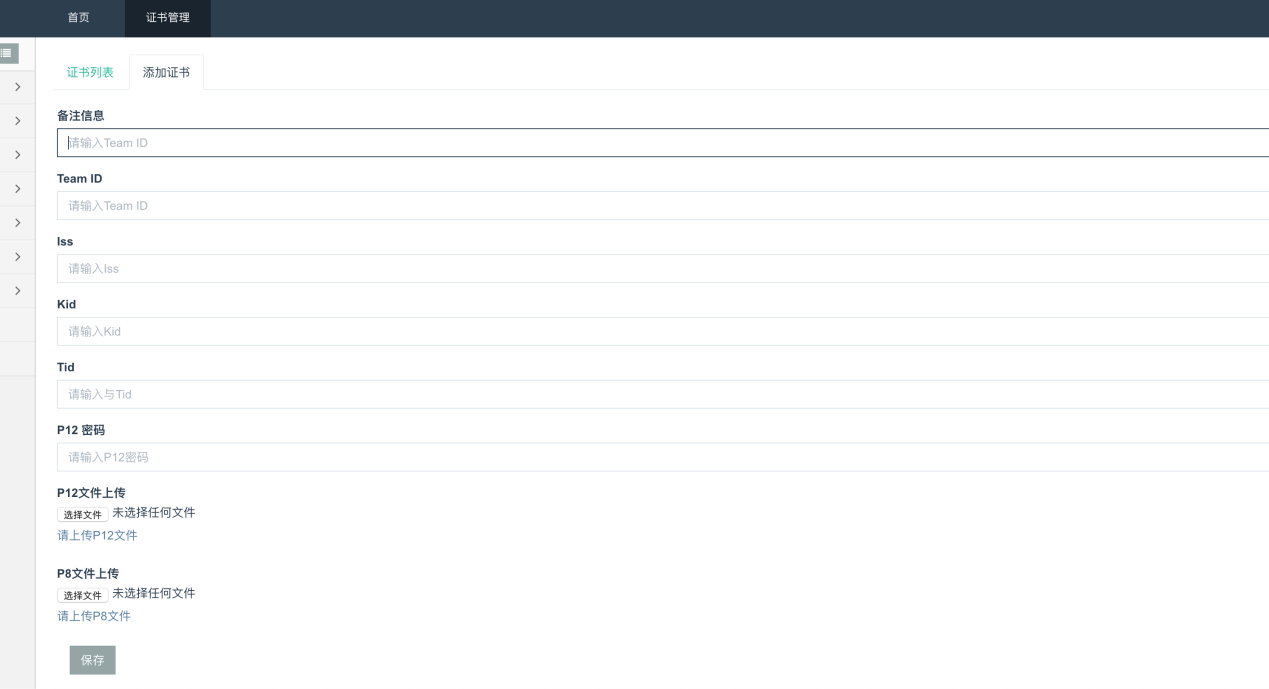 首页 证书管理
证书列表 添加证书
备注信息
请输入Team ID
Team ID
请输入Team ID
Iss
请输入Iss
Kid
请输入Kid
Tid
请输入与Tid
P12 密码
请输入P12密码
P12文件上传
选择文件 未选择任何文件
请上传P12文件
P8文件上传
选择文件 未选择任何文件
请上传P8文件
保存